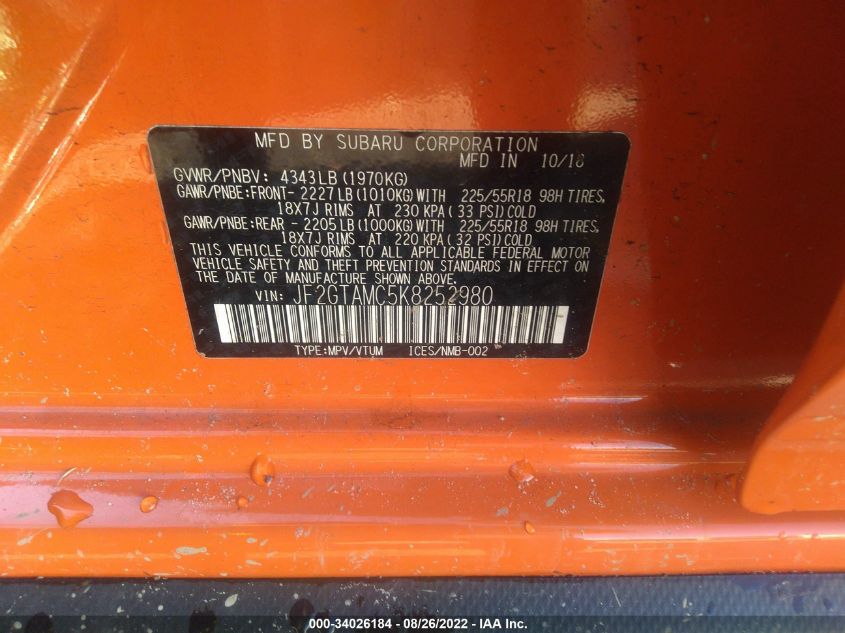 MFD BY SUBARU CORPORATION
MFD IN 10/18
GVWR/PNBV: 4343LB (1970KG)
GAWR/PNBE:FRONT- 2227LB (1010KG) WITH 225/55R18 98H TIRES,
18X7J RIMS AT 230 KPA ( 33 PSI) COLD
GAWR/PNBE:REAR - 2205LB (1000KG) WITH 225/55R18 98H TIRES,
18X7J RIMS AT 220 KPA ( 32 PSI) COLD
THIS VEHICLE CONFORMS TO ALL APPLICABLE FEDERAL MOTOR
VEHICLE SAFETY AND THEFT PREVENTION STANDARDS IN EFFECT ON
THE DATE OF MANUFACTURE SHOWN ABOVE.
VIN: JF2GTAMC5K8252980
TYPE:MPV/VTUM ICES/NMB-002
000-34026184 - 08/26/2022 - IAA Inc.